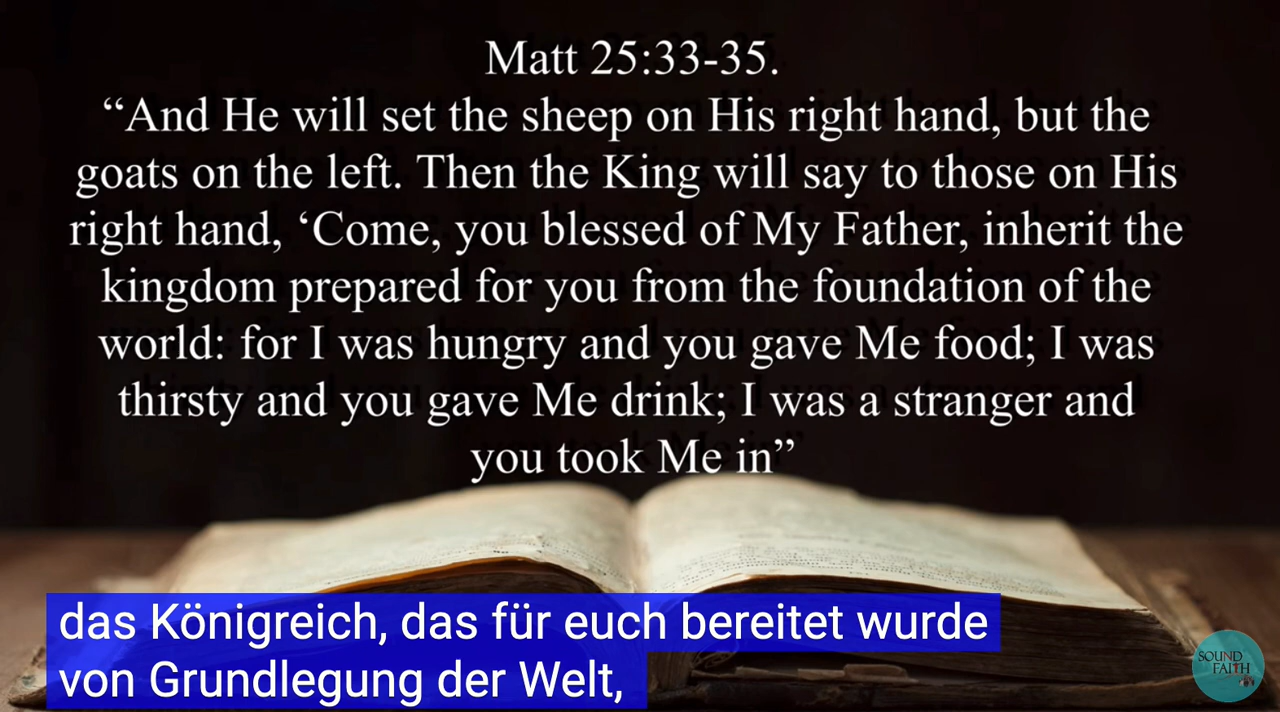 Matt 25:33-35.
“And He will set the sheep on His right hand, but the
goats on the left. Then the King will say to those on His
right hand, ‘Come, you blessed of My Father, inherit the
kingdom prepared for you from the foundation of the
world: for I was hungry and you gave Me food; I was
thirsty and you gave Me drink; I was a stranger and
you took Me in”
das Königreich, das für euch bereitet wurde
von Grundlegung der Welt,
SOUND
FAITH